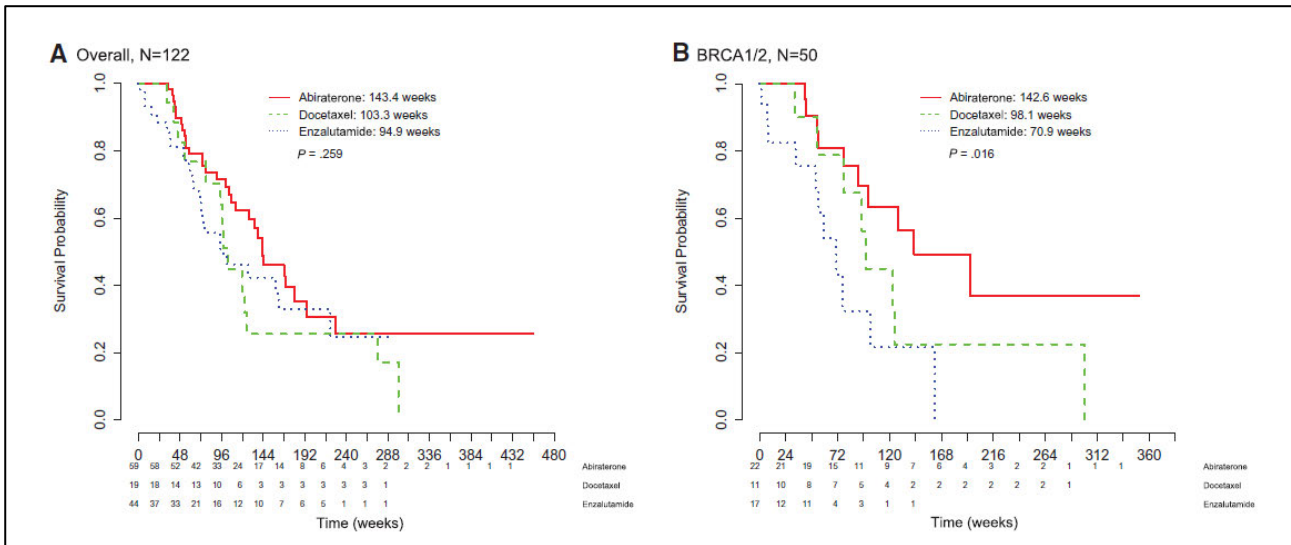 A Overall, N=122
Abiraterone: 143.4 weeks
Docetaxel: 103.3 weeks
Enzalutamide: 94.9 weeks
P = .259
Survival Probability
1.0
0.8
0.6
0.4
0.2
0.0
0 48 96 144 192 240 288 336 384 432 480
59 58 52 42 33 24 17 14 8 6 4 3 2 2 2 1 1 1 1 Abiraterone
19 18 14 13 10 6 3 3 3 3 3 3 1 Docetaxel
44 37 33 21 16 12 10 7 6 5 1 1 1 Enzalutamide
Time (weeks)
B BRCA1/2, N=50
Abiraterone: 142.6 weeks
Docetaxel: 98.1 weeks
Enzalutamide: 70.9 weeks
P = .016
Survival Probability
1.0
0.8
0.6
0.4
0.2
0.0
0 24 72 120 168 216 264 312 360
22 21 19 15 11 9 7 6 4 3 2 2 1 1 1 Abiraterone
11 10 8 7 5 4 2 2 2 2 2 2 1 Docetaxel
17 12 11 4 3 1 1 Enzalutamide
Time (weeks)